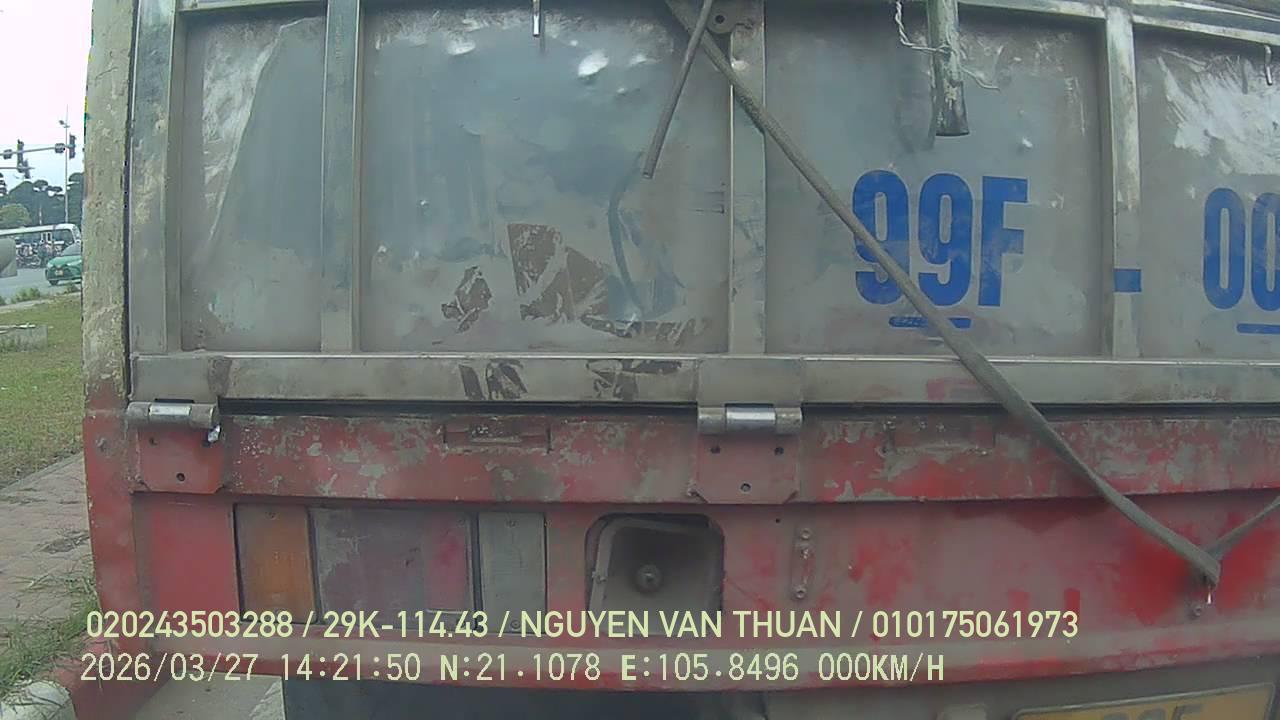 99F - 00
020243503288 / 29K-114.43 / NGUYEN VAN THUAN / 010175061973
2026/03/27 14:21:50 N:21.1078 E:105.8496 000KM/H